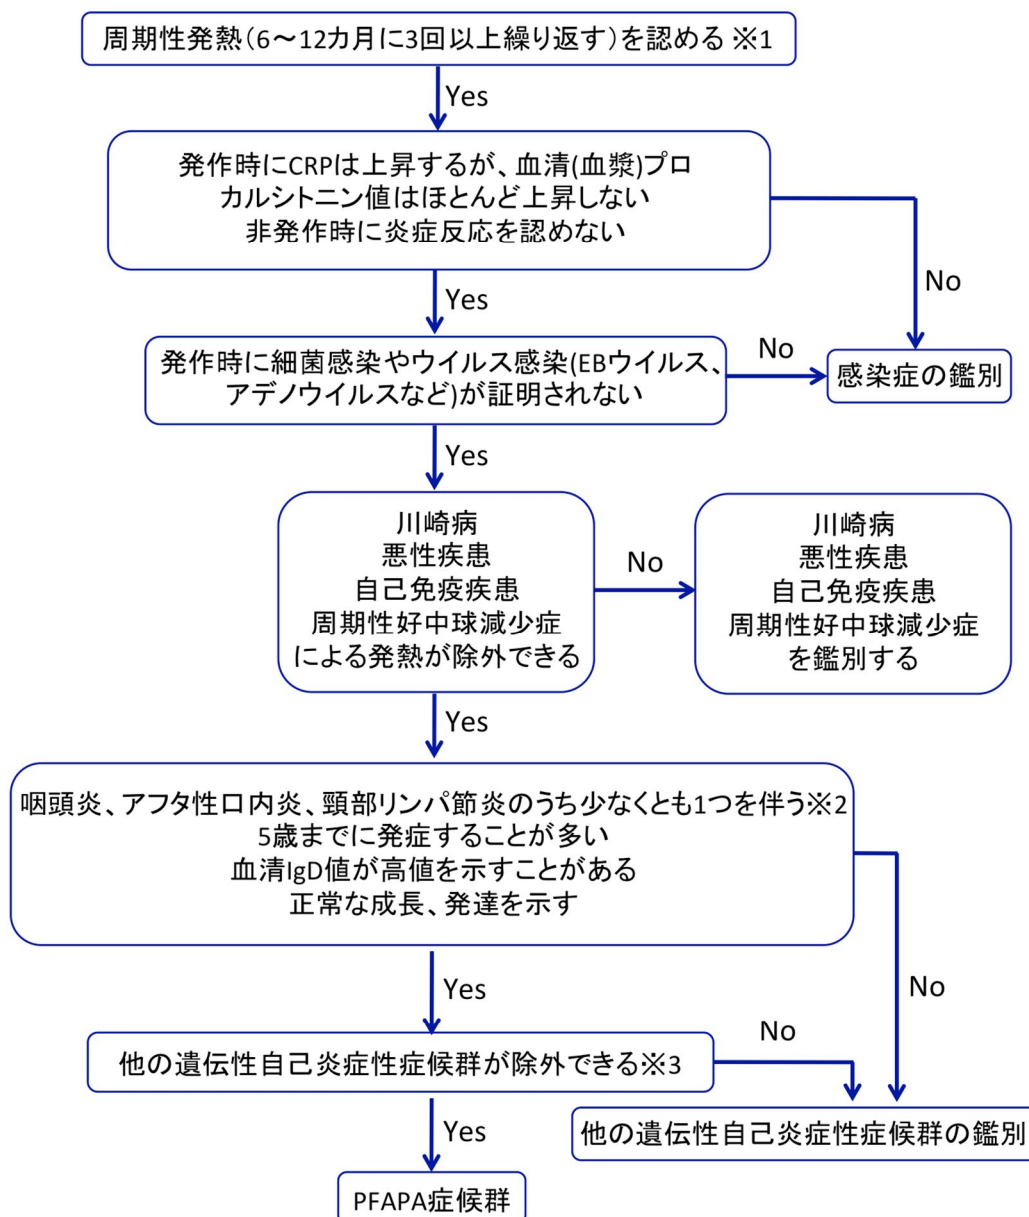 周期性発熱(6〜12カ月に3回以上繰り返す)を認める ※1
Yes
発作時にCRPは上昇するが、血清(血漿)プロ
カルシトニン値はほとんど上昇しない
非発作時に炎症反応を認めない
Yes
No
発作時に細菌感染やウイルス感染(EBウイルス、
アデノウイルスなど)が証明されない
No
感染症の鑑別
Yes
川崎病
悪性疾患
自己免疫疾患
周期性好中球減少症
による発熱が除外できる
No
川崎病
悪性疾患
自己免疫疾患
周期性好中球減少症
を鑑別する
Yes
咽頭炎、アフタ性口内炎、頸部リンパ節炎のうち少なくとも1つを伴う※2
5歳までに発症することが多い
血清IgD値が高値を示すことがある
正常な成長、発達を示す
Yes
No
他の遺伝性自己炎症性症候群が除外できる※3
No
他の遺伝性自己炎症性症候群の鑑別
Yes
PFAPA症候群